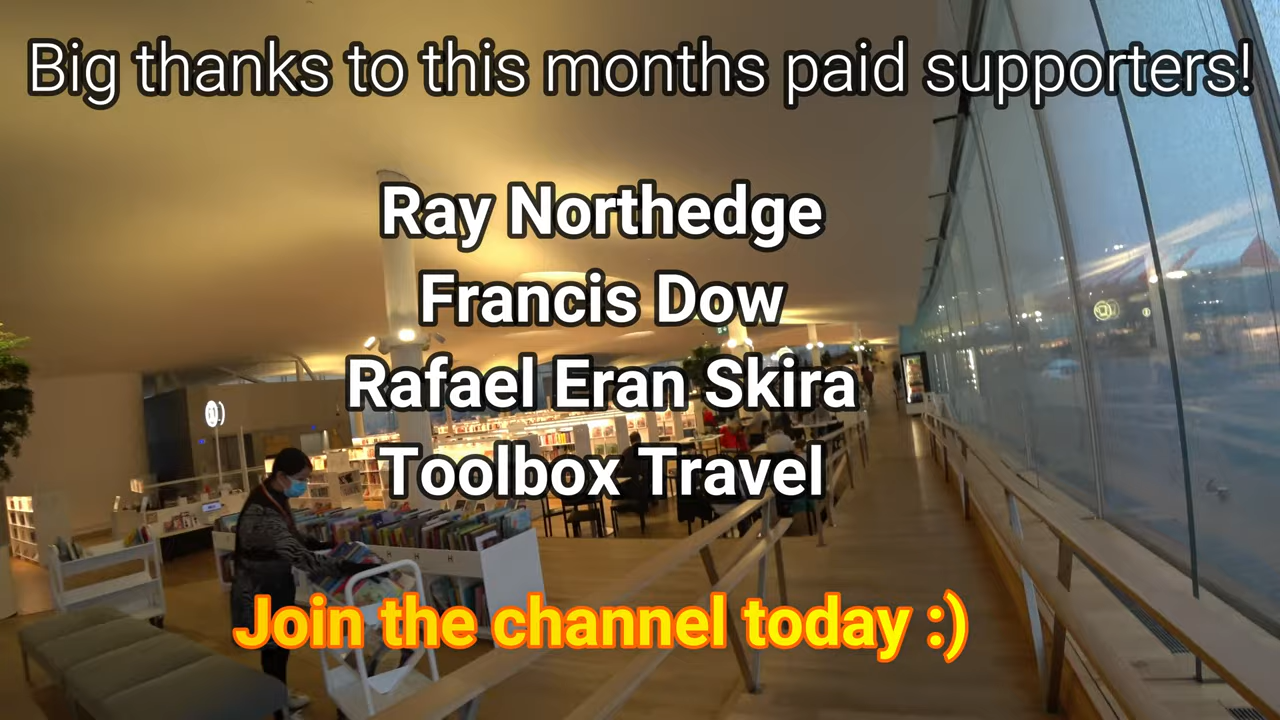 Big thanks to this months paid supporters!
Ray Northedge
Francis Dow
Rafael Eran Skira
Toolbox Travel
Join the channel today :)